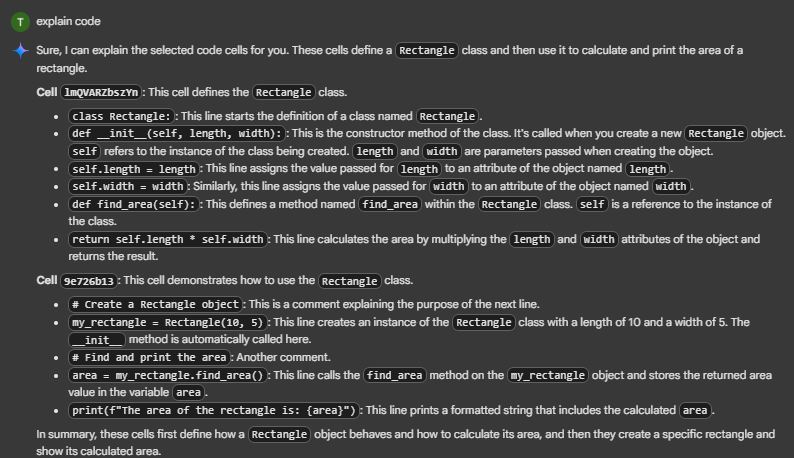 T explain code
Sure, I can explain the selected code cells for you. These cells define a Rectangle class and then use it to calculate and print the area of a
rectangle.
Cell lmQVARZbszYn: This cell defines the Rectangle class.
• class Rectangle:: This line starts the definition of a class named Rectangle.
• def __init__(self, length, width):: This is the constructor method of the class. It's called when you create a new Rectangle object.
self refers to the instance of the class being created. length and width are parameters passed when creating the object.
• self.length = length: This line assigns the value passed for length to an attribute of the object named length.
• self.width = width: Similarly, this line assigns the value passed for width to an attribute of the object named width.
• def find_area(self):: This defines a method named find_area within the Rectangle class. self is a reference to the instance of
the class.
• return self.length * self.width: This line calculates the area by multiplying the length and width attributes of the object and
returns the result.
Cell 9e726b13: This cell demonstrates how to use the Rectangle class.
• # Create a Rectangle object: This is a comment explaining the purpose of the next line.
• my_rectangle = Rectangle(10, 5): This line creates an instance of the Rectangle class with a length of 10 and a width of 5. The
__init__ method is automatically called here.
• # Find and print the area: Another comment.
• area = my_rectangle.find_area(): This line calls the find_area method on the my_rectangle object and stores the returned area
value in the variable area.
• print(f"The area of the rectangle is: {area}"): This line prints a formatted string that includes the calculated area.
In summary, these cells first define how a Rectangle object behaves and how to calculate its area, and then they create a specific rectangle and
show its calculated area.